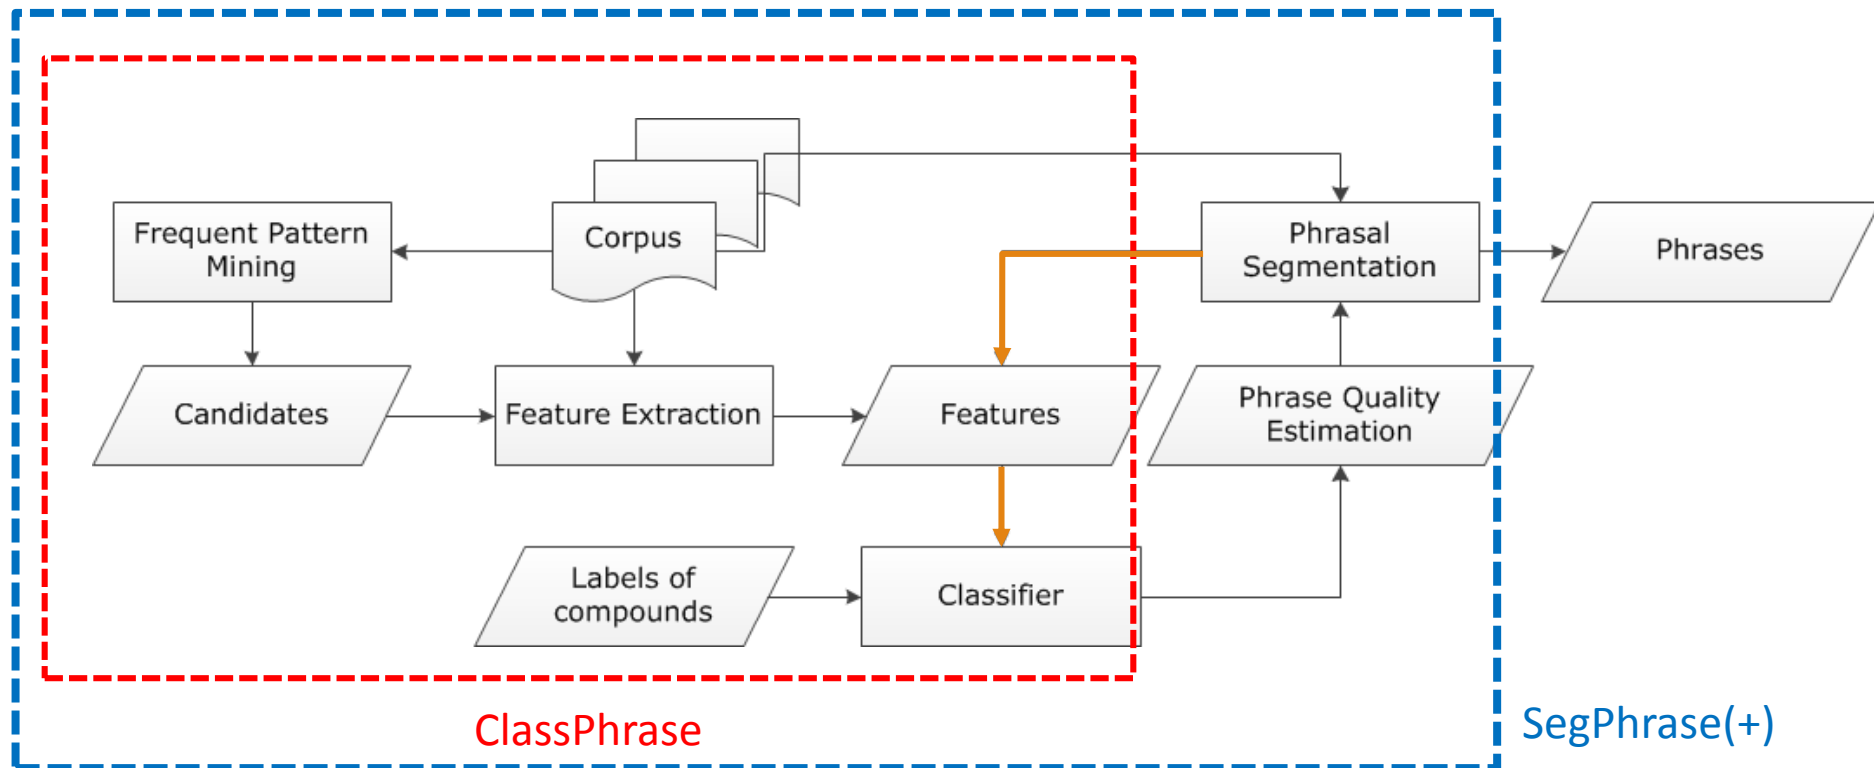 Frequent Pattern
Mining
Corpus
Phrasal
Segmentation
Phrases
Candidates
Feature Extraction
Features
Phrase Quality
Estimation
Labels of
compounds
Classifier
ClassPhrase
SegPhrase(+)